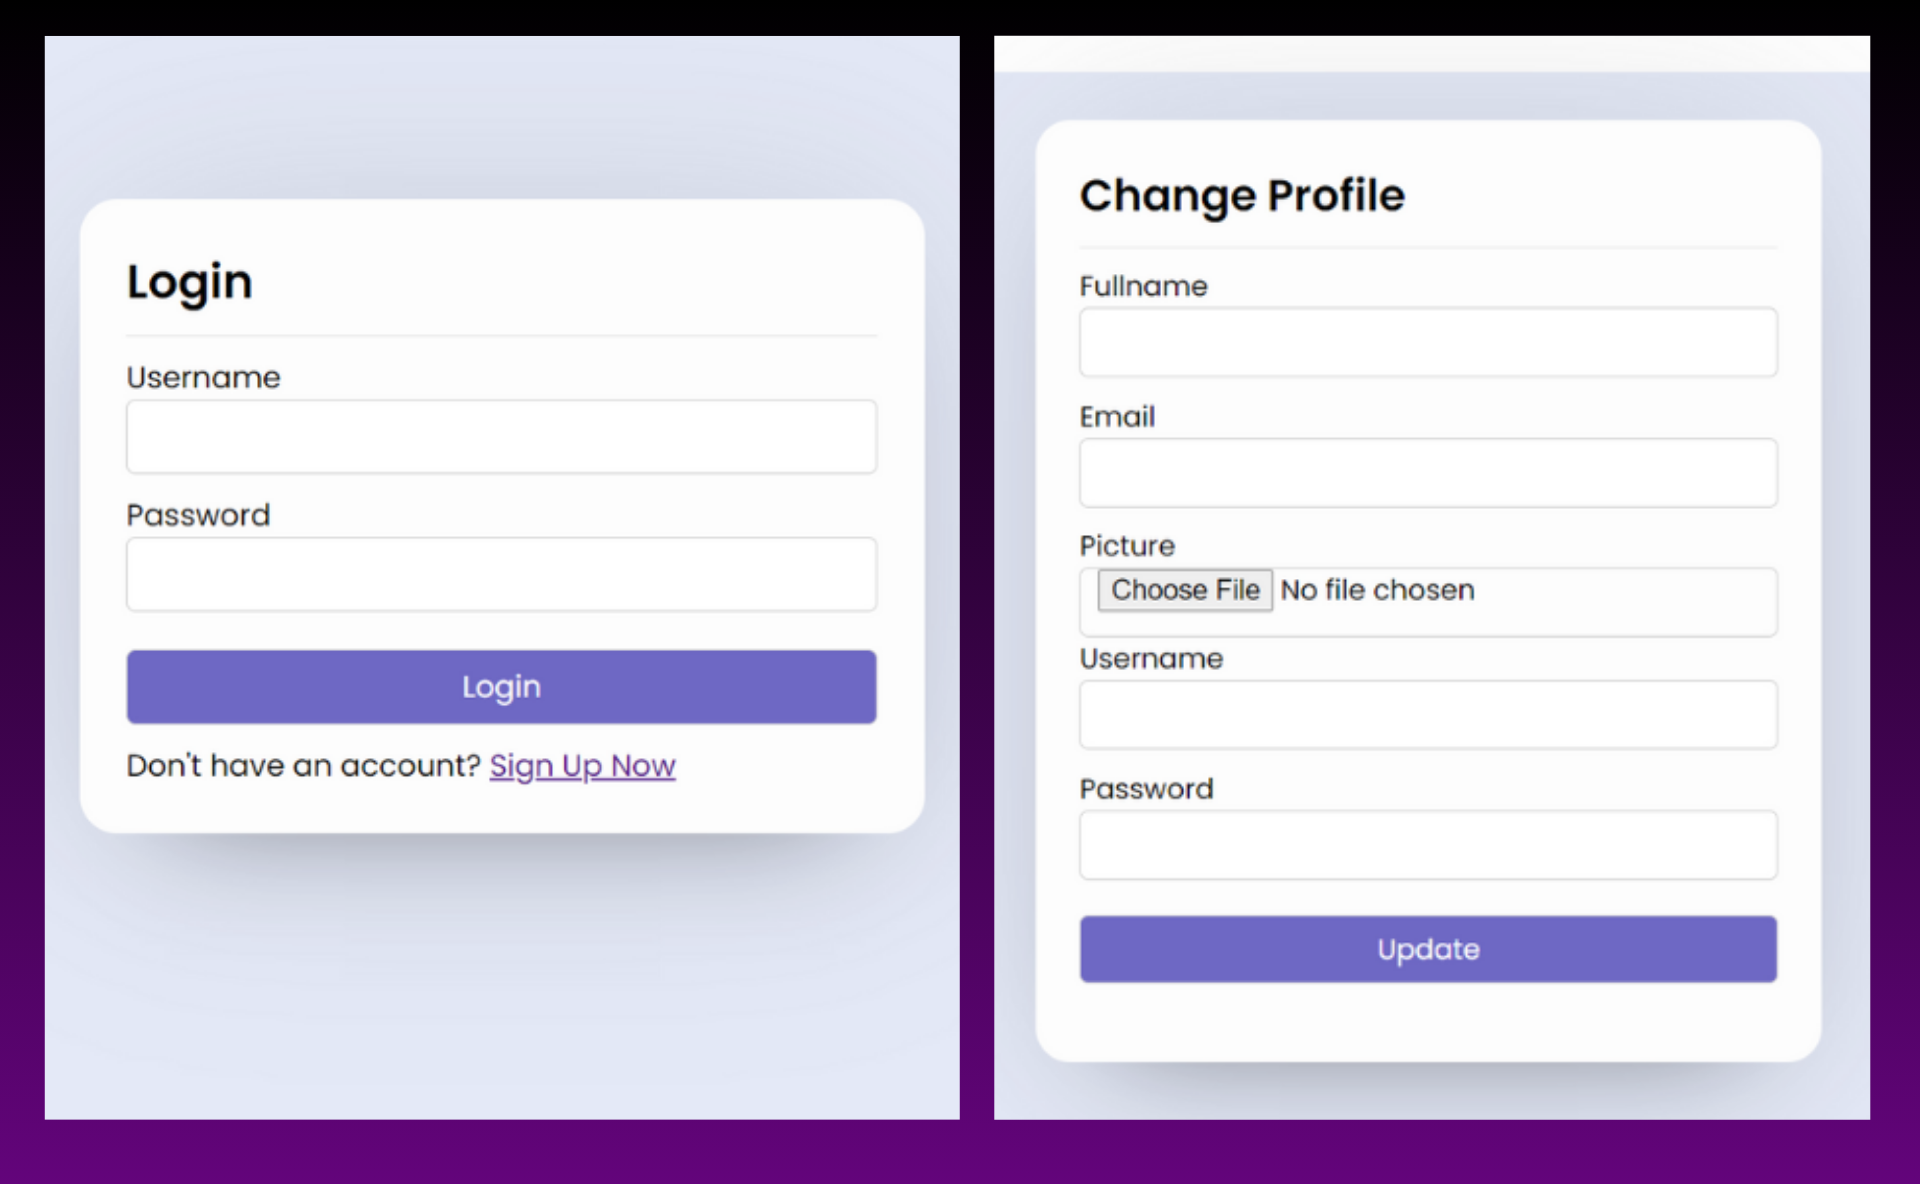 Login
Username
Password
Login
Don't have an account? Sign Up Now
Change Profile
Fullname
Email
Picture
Choose File No file chosen
Username
Password
Update